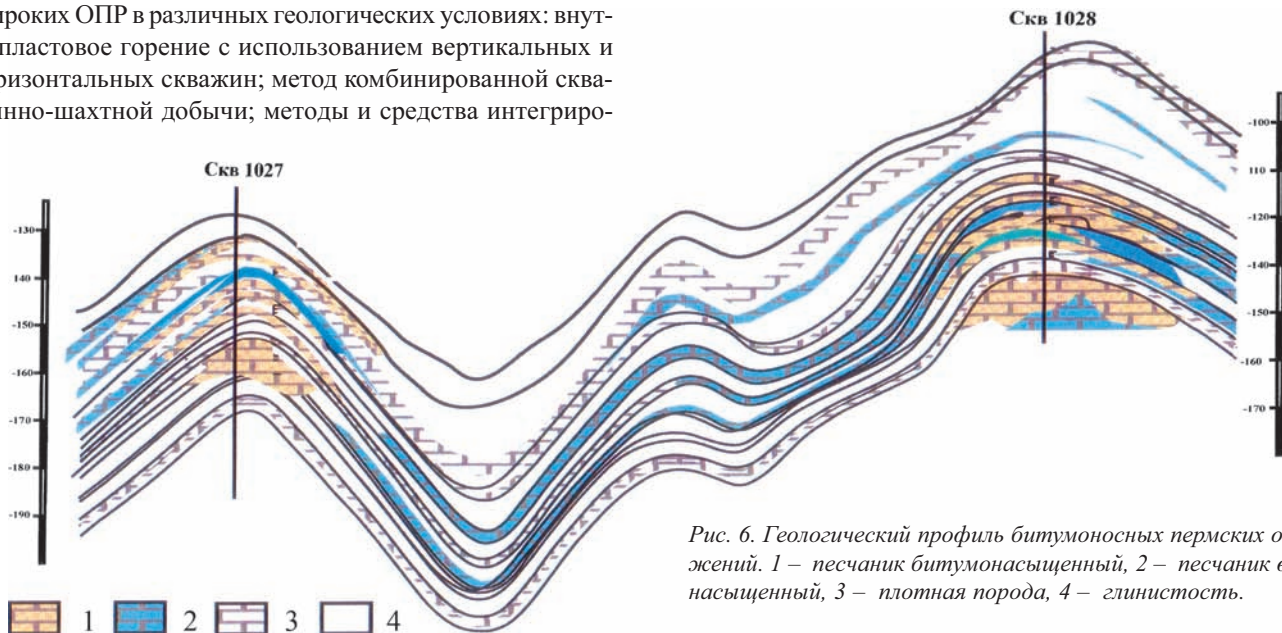 ироких ОПР в различных геологических условиях: внут-
пластовое горение с использованием вертикальных и
ризонтальных скважин; метод комбинированной сква-
инно-шахтной добычи; методы и средства интегриро-
Скв 1028
Скв 1027
-100
110
-120
-140
-150
-160
-170
-130
140
-150
-160
-170
-180
-190
Рис. 6. Геологический профиль битумоносных пермских о
жений. 1 – песчаник битумонасыщенный, 2 – песчаник в
насыщенный, 3 – плотная порода, 4 – глинистость.
1 2 3 4